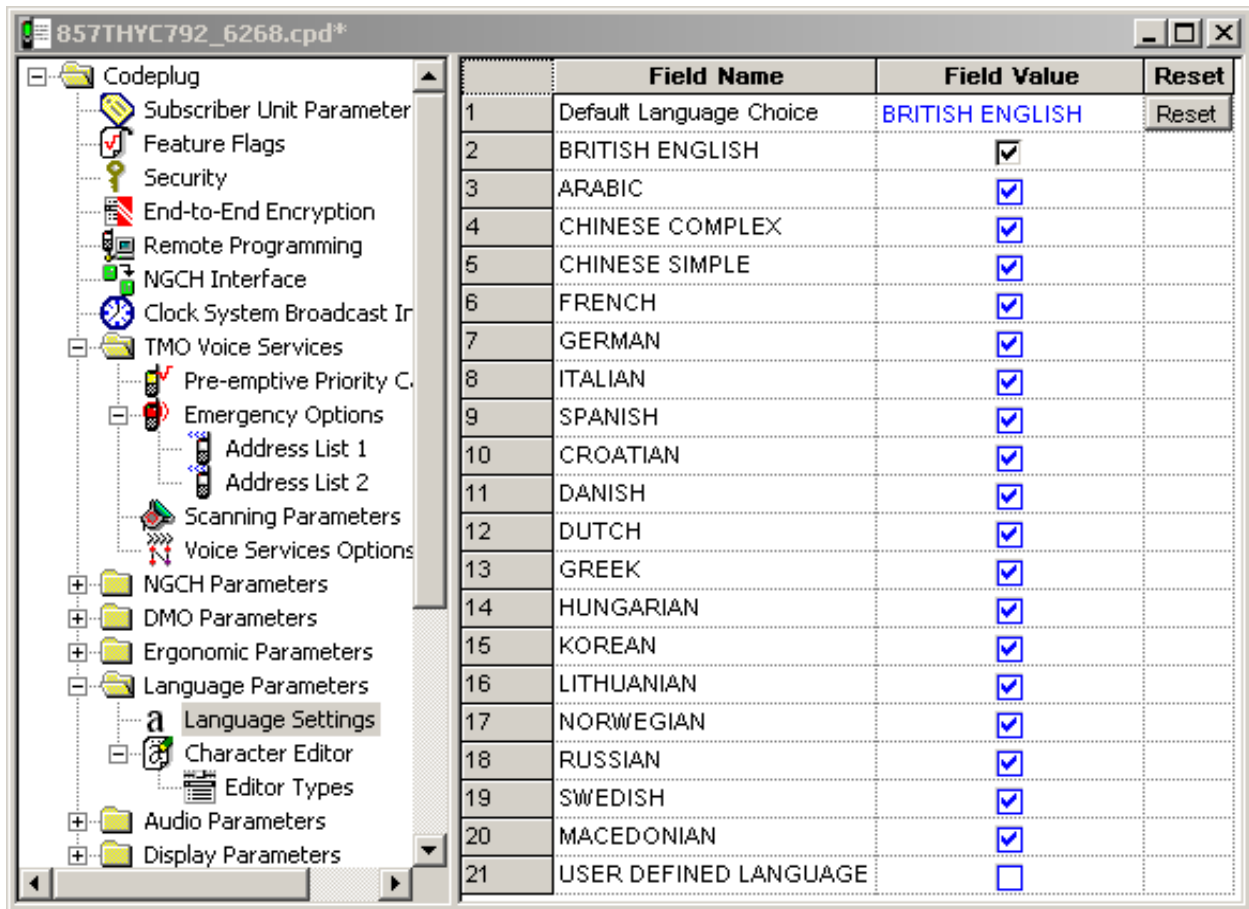 857THYC792_6268.cpd*
Codeplug
Subscriber Unit Parameter
Feature Flags
Security
End-to-End Encryption
Remote Programming
NGCH Interface
Clock System Broadcast In
TMO Voice Services
Pre-emptive Priority C
Emergency Options
Address List 1
Address List 2
Scanning Parameters
Voice Services Options
NGCH Parameters
DMO Parameters
Ergonomic Parameters
Language Parameters
a Language Settings
Character Editor
Editor Types
Audio Parameters
Display Parameters
Field Name Field Value Reset
1 Default Language Choice BRITISH ENGLISH Reset
2 BRITISH ENGLISH
3 ARABIC
4 CHINESE COMPLEX
5 CHINESE SIMPLE
6 FRENCH
7 GERMAN
8 ITALIAN
9 SPANISH
10 CROATIAN
11 DANISH
12 DUTCH
13 GREEK
14 HUNGARIAN
15 KOREAN
16 LITHUANIAN
17 NORWEGIAN
18 RUSSIAN
19 SWEDISH
20 MACEDONIAN
21 USER DEFINED LANGUAGE